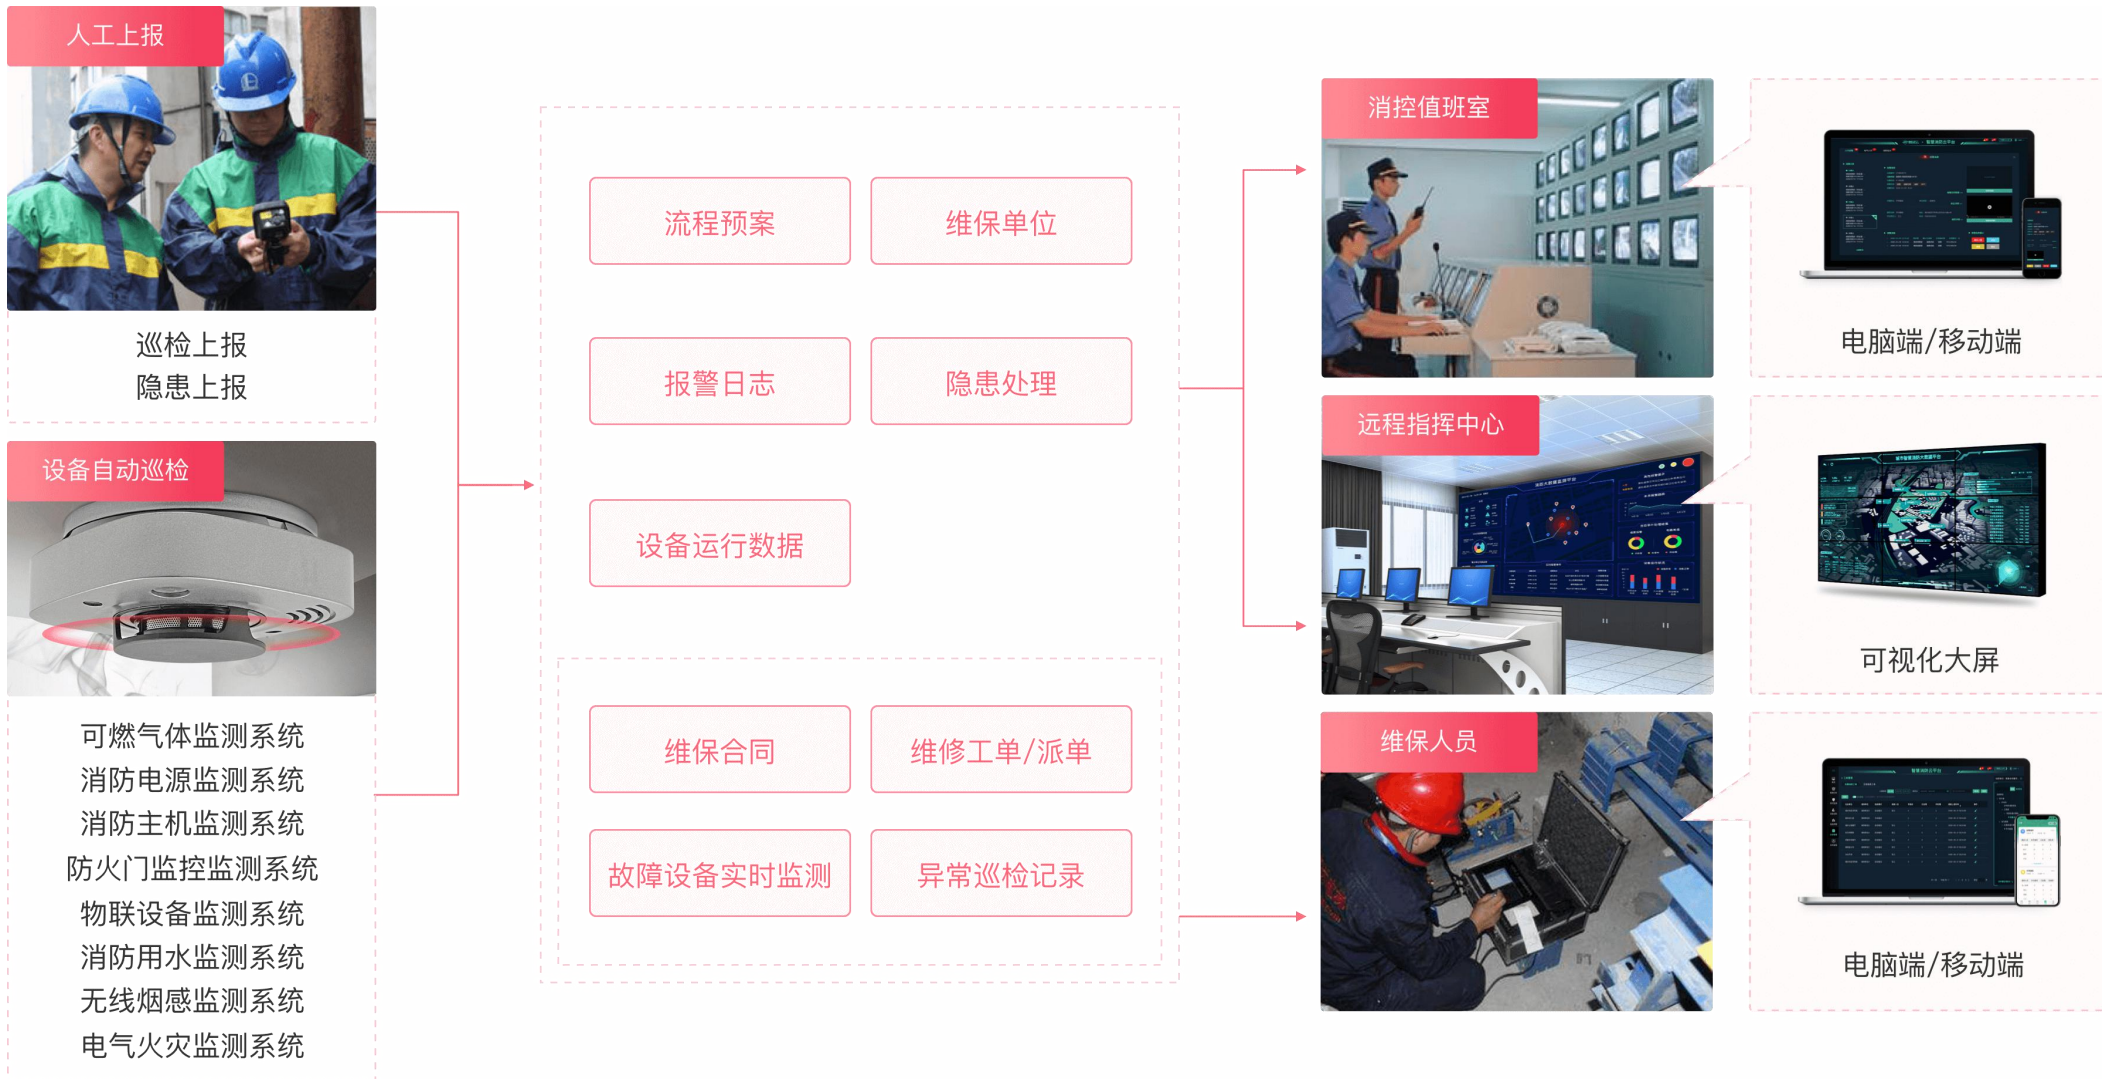 人工上报
巡检上报
隐患上报
设备自动巡检
可燃气体监测系统
消防电源监测系统
消防主机监测系统
防火门监控监测系统
物联设备监测系统
消防用水监测系统
无线烟感监测系统
电气火灾监测系统
流程预案
维保单位
报警日志
隐患处理
设备运行数据
维保合同
维修工单/派单
故障设备实时监测
异常巡检记录
消控值班室
电脑端/移动端
远程指挥中心
可视化大屏
维保人员
电脑端/移动端